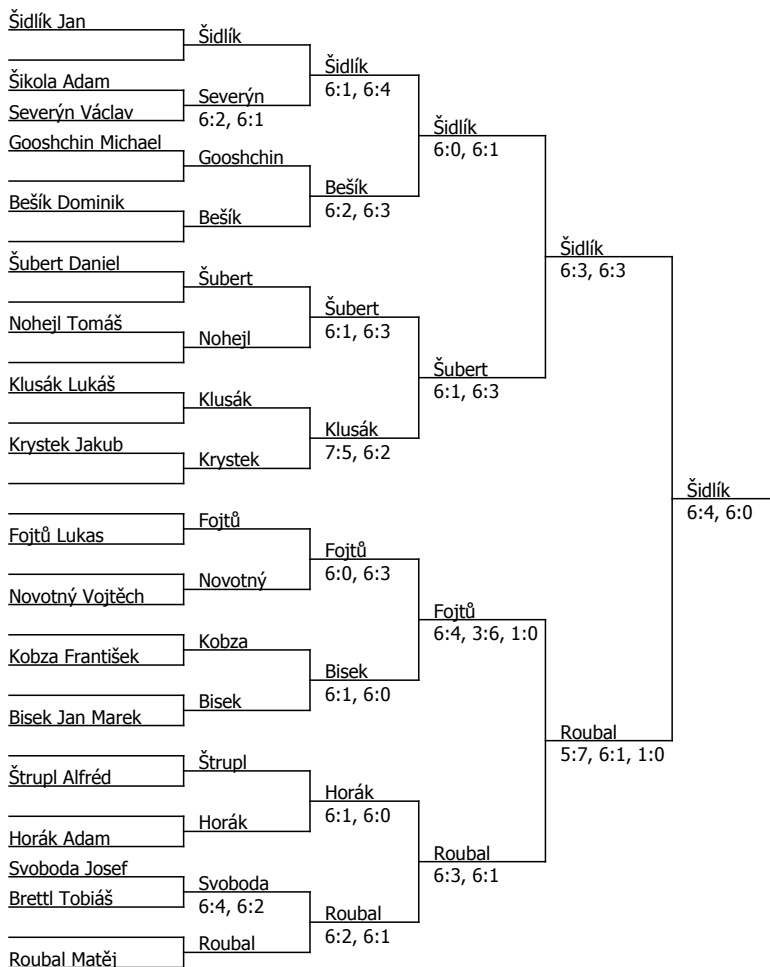 Šidlík Jan
Šidlík
Šidlík
6:1, 6:4
Šikola Adam
Severýn
Severýn Václav
6:2, 6:1
Šidlík
6:0, 6:1
Gooshchin Michael
Gooshchin
Bešík
6:2, 6:3
Bešík Dominik
Bešík
Šidlík
6:3, 6:3
Šubert Daniel
Šubert
Šubert
6:1, 6:3
Nohejl Tomáš
Nohejl
Šubert
6:1, 6:3
Klusák Lukáš
Klusák
Klusák
7:5, 6:2
Krystek Jakub
Krystek
Šidlík
6:4, 6:0
Fojtů Lukas
Fojtů
Fojtů
6:0, 6:3
Novotný Vojtěch
Novotný
Fojtů
6:4, 3:6, 1:0
Kobza František
Kobza
Bisek
6:1, 6:0
Bisek Jan Marek
Bisek
Roubal
5:7, 6:1, 1:0
Štrupl Alfréd
Štrupl
Horák
6:1, 6:0
Horák Adam
Horák
Roubal
6:3, 6:1
Svoboda Josef
Svoboda
Brettl Tobiáš
6:4, 6:2
Roubal
6:2, 6:1
Roubal Matěj
Roubal